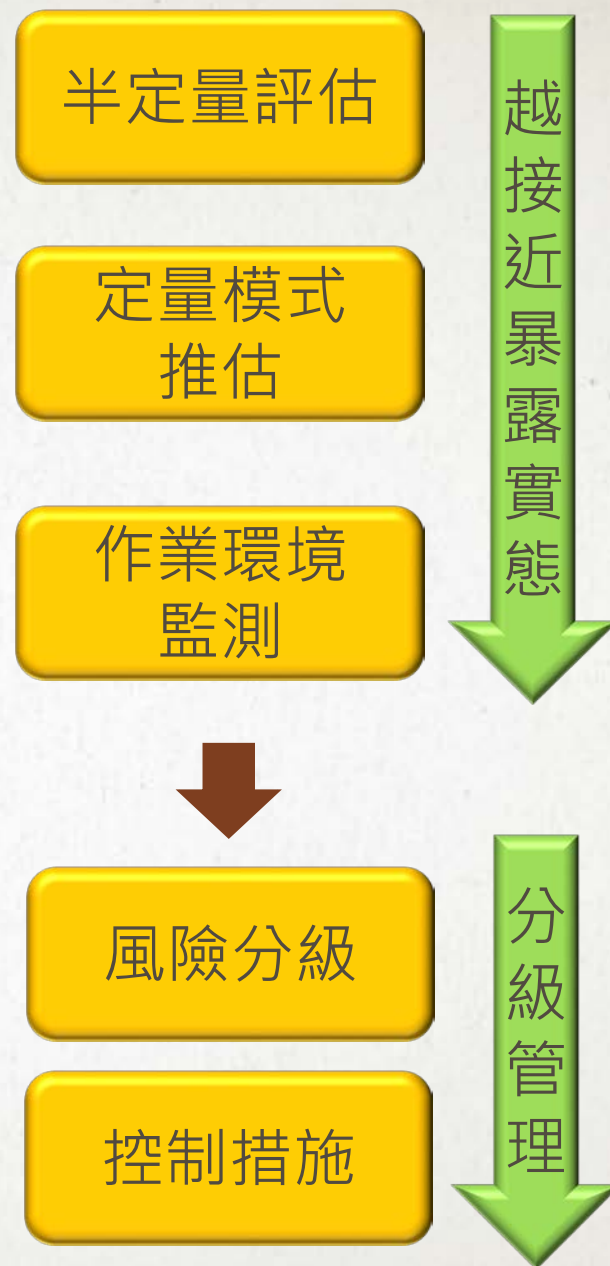 半定量評估
定量模式
推估
作業環境
監測
越接近暴露實態
風險分級
控制措施
分級管理